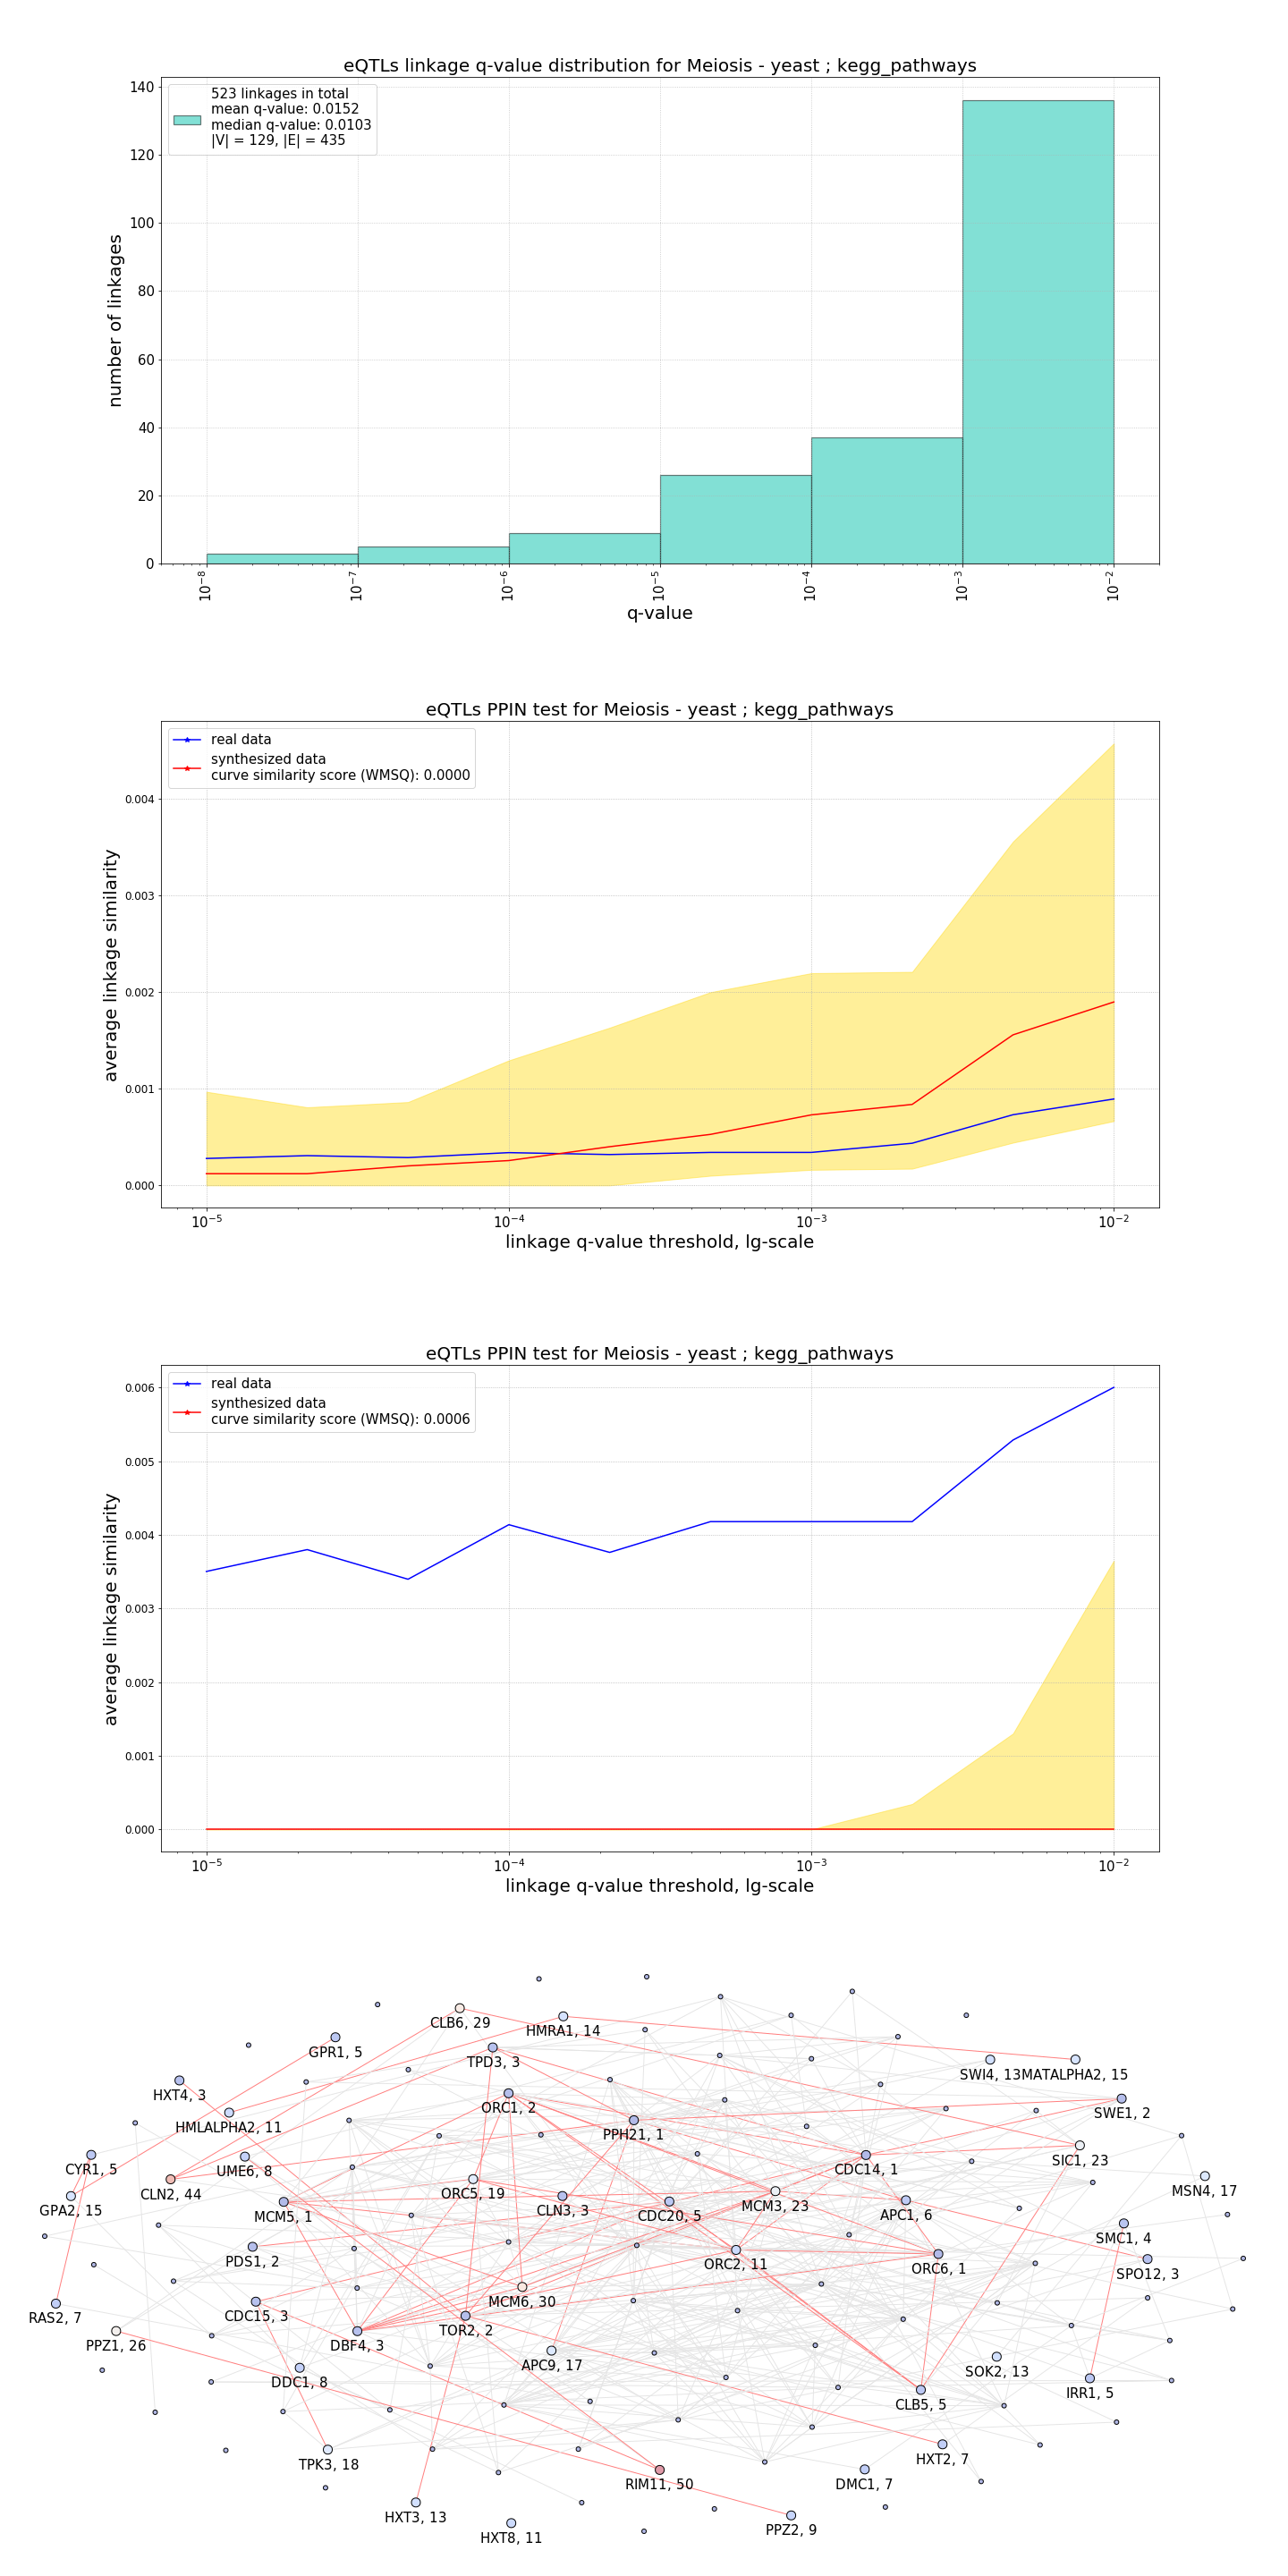 eQTLs linkage q-value distribution for Meiosis - yeast ; kegg_pathways
523 linkages in total
mean q-value: 0.0152
median q-value: 0.0103
|V| = 129, |E| = 435
number of linkages
140
120
100
80
60
40
20
0
10⁻⁸
10⁻⁷
10⁻⁶
10⁻⁵
10⁻⁴
10⁻³
10⁻²
q-value
eQTLs PPIN test for Meiosis - yeast ; kegg_pathways
real data
synthesized data
curve similarity score (WMSQ): 0.0000
average linkage similarity
0.004
0.003
0.002
0.001
0.000
10⁻⁵
10⁻⁴
10⁻³
10⁻²
linkage q-value threshold, lg-scale
eQTLs PPIN test for Meiosis - yeast ; kegg_pathways
real data
synthesized data
curve similarity score (WMSQ): 0.0006
average linkage similarity
0.006
0.005
0.004
0.003
0.002
0.001
0.000
10⁻⁵
10⁻⁴
10⁻³
10⁻²
linkage q-value threshold, lg-scale
CLB6, 29
HMRA1, 14
GPR1, 5
TPD3, 3
SWI4, 13
MATALPHA2, 15
HXT4, 3
ORC1, 2
SWE1, 2
HMLALPHA2, 11
PPH21, 1
CYR1, 5
UME6, 8
CDC14, 1
SIC1, 23
CLN2, 44
ORC5, 19
MSN4, 17
GPA2, 15
MCM5, 1
CLN3, 3
CDC20, 5
MCM3, 23
APC1, 6
SMC1, 4
PDS1, 2
ORC2, 11
ORC6, 1
SPO12, 3
MCM6, 30
RAS2, 7
CDC15, 3
TOR2, 2
PPZ1, 26
DBF4, 3
APC9, 17
SOK2, 13
DDC1, 8
IRR1, 5
CLB5, 5
TPK3, 18
HXT2, 7
RIM11, 50
DMC1, 7
HXT3, 13
PPZ2, 9
HXT8, 11